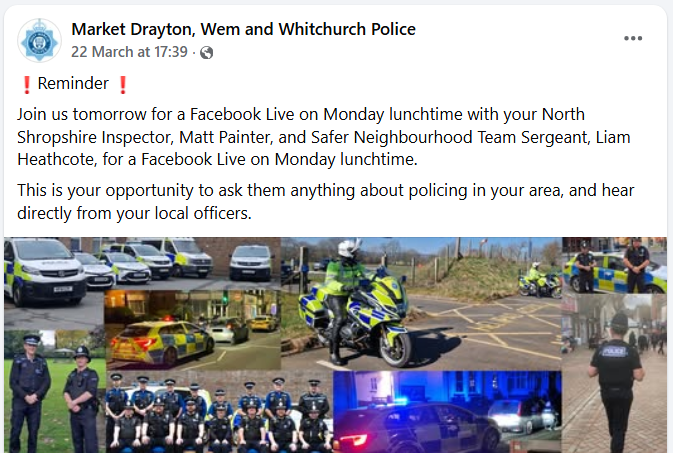 Market Drayton, Wem and Whitchurch Police
22 March at 17:39 ·
❗Reminder ❗
Join us tomorrow for a Facebook Live on Monday lunchtime with your North
Shropshire Inspector, Matt Painter, and Safer Neighbourhood Team Sergeant, Liam
Heathcote, for a Facebook Live on Monday lunchtime.
This is your opportunity to ask them anything about policing in your area, and hear
directly from your local officers.
POLICE